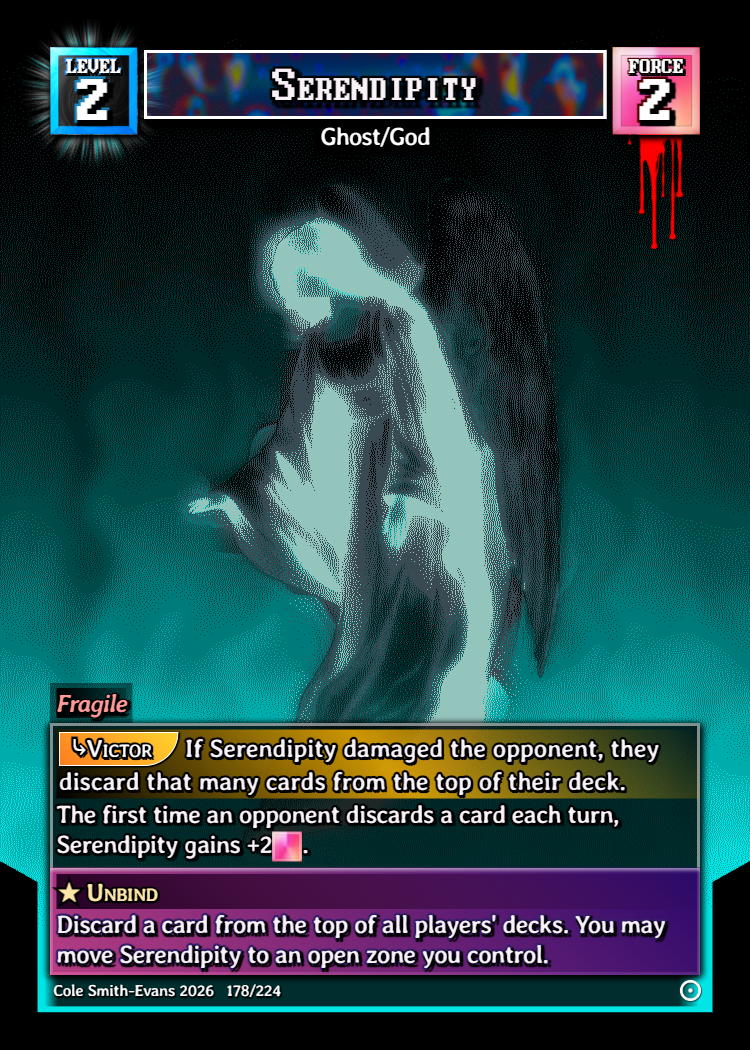 LEVEL
2
SERENDIPITY
FORCE
2
Ghost/God
Fragile
↳VICTOR If Serendipity damaged the opponent, they
discard that many cards from the top of their deck.
The first time an opponent discards a card each turn,
Serendipity gains +2.
★ UNBIND
Discard a card from the top of all players' decks. You may
move Serendipity to an open zone you control.
Cole Smith-Evans 2026 178/224